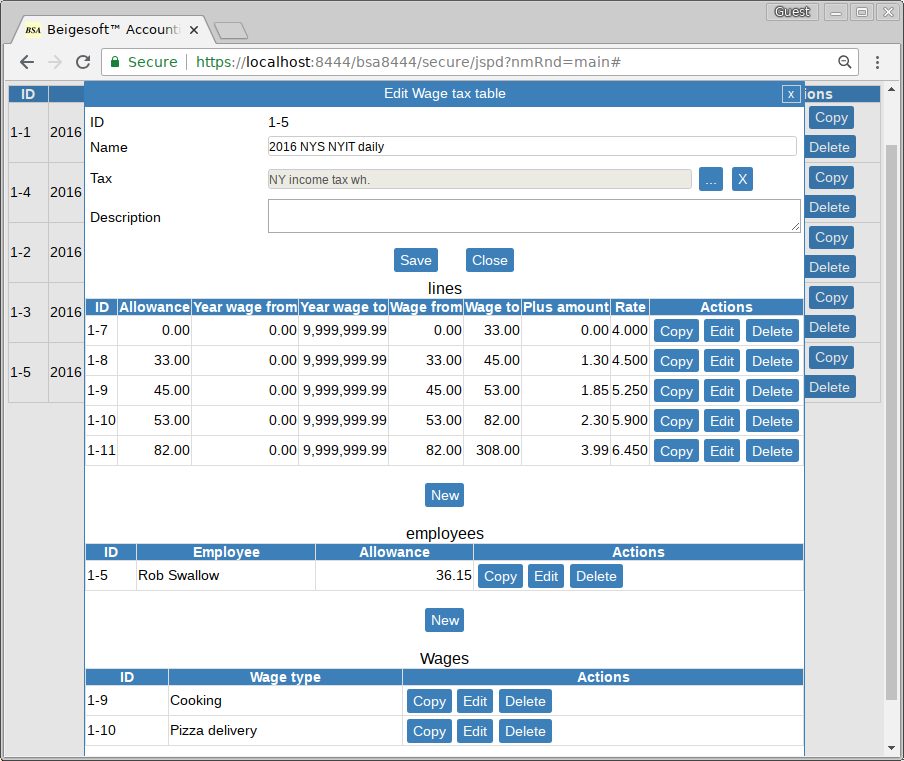 Guest
BSA Beigesoft™ Account
Secure https://localhost:8444/bsa8444/secure/jspd?nmRnd=main#
Edit Wage tax table x
ID
ions
1-1 2016 Copy Delete
1-4 2016 Copy Delete
1-2 2016 Copy Delete
1-3 2016 Copy Delete
1-5 2016 Copy Delete
ID 1-5
Name 2016 NYS NYIT daily
Tax NY income tax wh. ... X
Description
Save Close
lines
ID Allowance Year wage from Year wage to Wage from Wage to Plus amount Rate Actions
1-7 0.00 0.00 9,999,999.99 0.00 33.00 0.00 4.000 Copy Edit Delete
1-8 33.00 0.00 9,999,999.99 33.00 45.00 1.30 4.500 Copy Edit Delete
1-9 45.00 0.00 9,999,999.99 45.00 53.00 1.85 5.250 Copy Edit Delete
1-10 53.00 0.00 9,999,999.99 53.00 82.00 2.30 5.900 Copy Edit Delete
1-11 82.00 0.00 9,999,999.99 82.00 308.00 3.99 6.450 Copy Edit Delete
New
employees
ID Employee Allowance Actions
1-5 Rob Swallow 36.15 Copy Edit Delete
New
Wages
ID Wage type Actions
1-9 Cooking Copy Edit Delete
1-10 Pizza delivery Copy Edit Delete